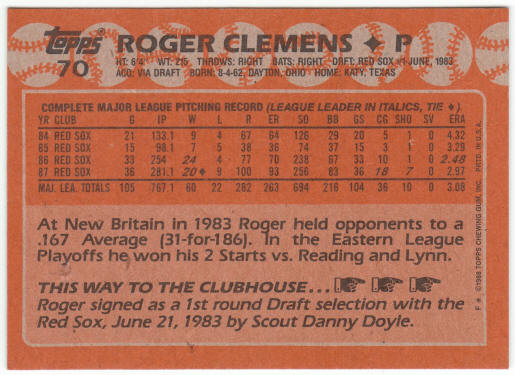 Topps ROGER CLEMENS ✦ P
70 HT: 6'4" WT: 215 THROWS: RIGHT BATS: RIGHT DRAFT: RED SOX #1-JUNE, 1983
ACQ: VIA DRAFT BORN: 8-4-62, DAYTON, OHIO HOME: KATY, TEXAS
COMPLETE MAJOR LEAGUE PITCHING RECORD (LEAGUE LEADER IN ITALICS, TIE ♦)
YR CLUB G IP W L R ER SO BB GS CG SHO SV ERA
84 RED SOX 21 133.1 9 4 67 64 126 29 20 5 1 0 4.32
85 RED SOX 15 98.1 7 5 38 36 74 37 15 3 1 0 3.29
86 RED SOX 33 254 24 4 77 70 238 67 33 10 1 0 2.48
87 RED SOX 36 281.1 20♦ 9 100 93 256 83 36 18 7 0 2.97
MAJ. LEA. TOTALS 105 767.1 60 22 282 263 694 216 104 36 10 0 3.08
At New Britain in 1983 Roger held opponents to a
.167 Average (31-for-186). In the Eastern League
Playoffs he won his 2 Starts vs. Reading and Lynn.
THIS WAY TO THE CLUBHOUSE...
Roger signed as a 1st round Draft selection with the
Red Sox, June 21, 1983 by Scout Danny Doyle.
F * ©1988 TOPPS CHEWING GUM, INC. PRTD. IN U.S.A.